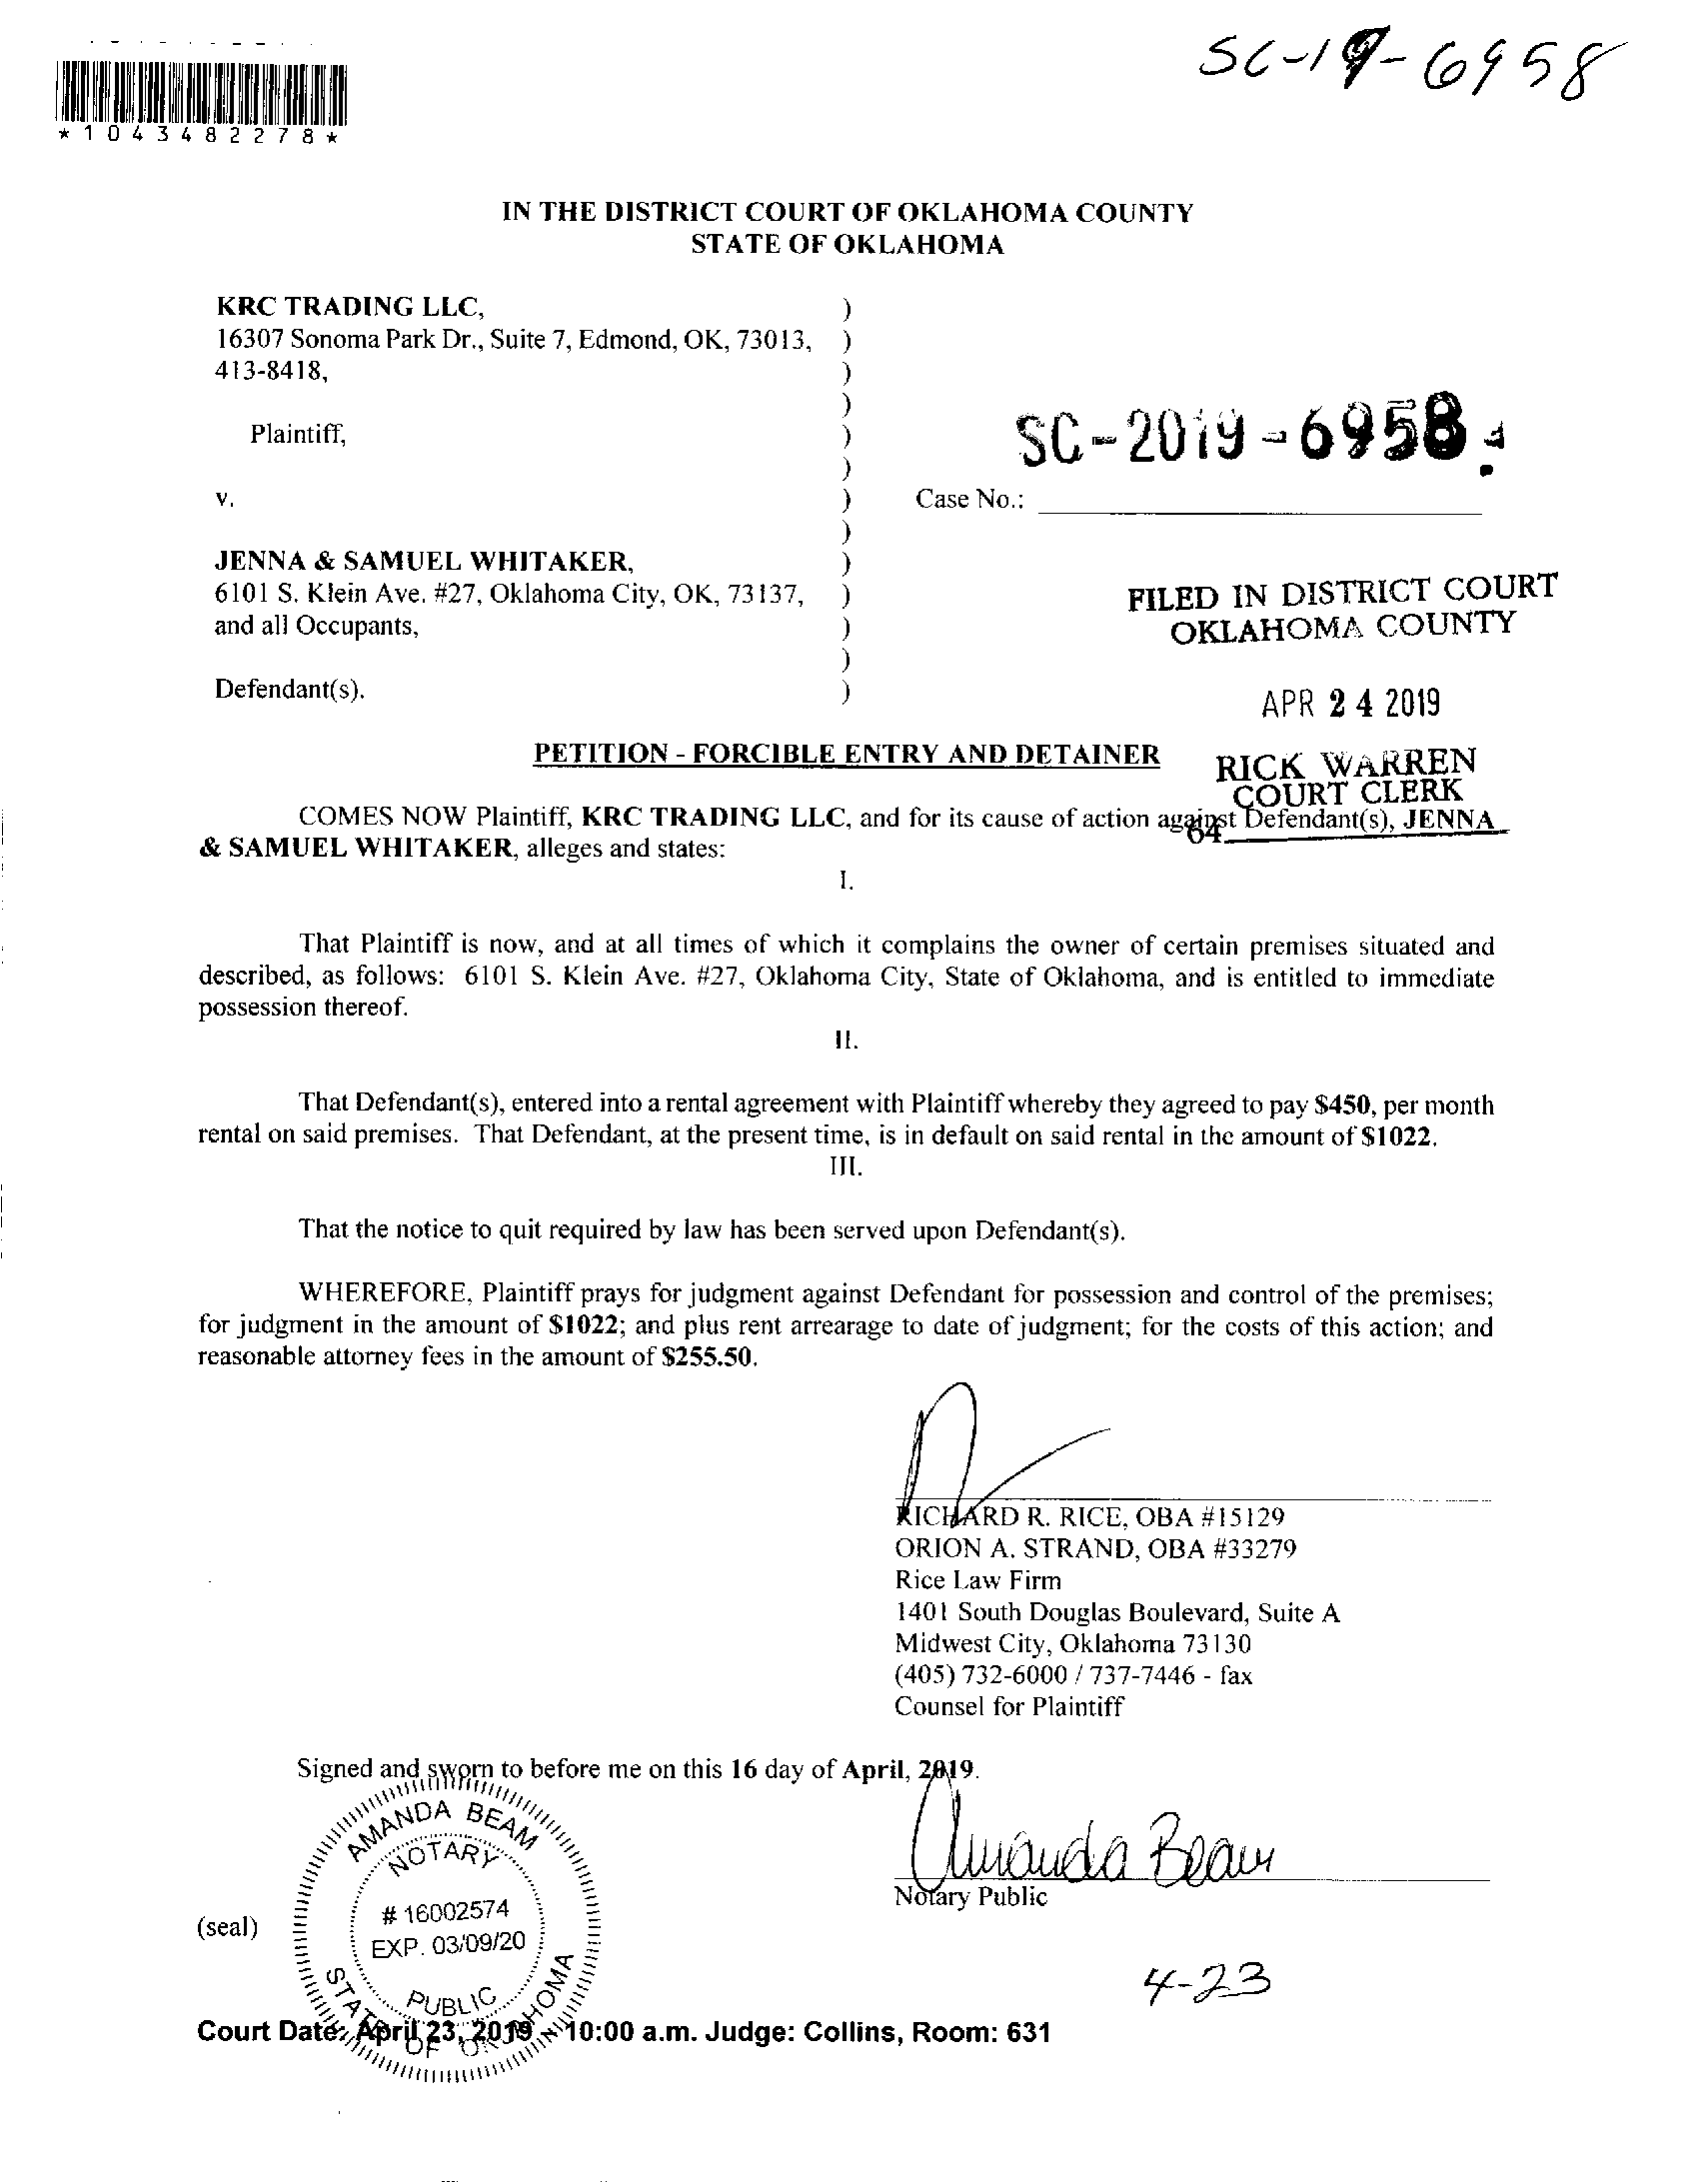 SC-19-6958
*1043482278*
IN THE DISTRICT COURT OF OKLAHOMA COUNTY
STATE OF OKLAHOMA
KRC TRADING LLC, )
16307 Sonoma Park Dr., Suite 7, Edmond, OK, 73013, )
413-8418, )
)
Plaintiff, )
)
SC-2019-6958
v. ) Case No.:
)
JENNA & SAMUEL WHITAKER, )
6101 S. Klein Ave. #27, Oklahoma City, OK, 73137, )
and all Occupants, )
)
Defendant(s). )
FILED IN DISTRICT COURT
OKLAHOMA COUNTY
APR 24 2019
RICK WARREN
COURT CLERK
64
PETITION - FORCIBLE ENTRY AND DETAINER
COMES NOW Plaintiff, KRC TRADING LLC, and for its cause of action against Defendant(s), JENNA
& SAMUEL WHITAKER, alleges and states:
I.
That Plaintiff is now, and at all times of which it complains the owner of certain premises situated and
described, as follows: 6101 S. Klein Ave. #27, Oklahoma City, State of Oklahoma, and is entitled to immediate
possession thereof.
II.
That Defendant(s), entered into a rental agreement with Plaintiff whereby they agreed to pay $450, per month
rental on said premises. That Defendant, at the present time, is in default on said rental in the amount of $1022.
III.
That the notice to quit required by law has been served upon Defendant(s).
WHEREFORE, Plaintiff prays for judgment against Defendant for possession and control of the premises;
for judgment in the amount of $1022; and plus rent arrearage to date of judgment; for the costs of this action; and
reasonable attorney fees in the amount of $255.50.
RICHARD R. RICE, OBA #15129
ORION A. STRAND, OBA #33279
Rice Law Firm
1401 South Douglas Boulevard, Suite A
Midwest City, Oklahoma 73130
(405) 732-6000 / 737-7446 - fax
Counsel for Plaintiff
Signed and sworn to before me on this 16 day of April, 2019.
Amanda Beam
Notary Public
(seal)
AMANDA BEAM
NOTARY
# 16002574
EXP. 03/09/20
PUBLIC
STATE OF OKLAHOMA
4-23
Court Date: April 23, 2019 - 10:00 a.m. Judge: Collins, Room: 631